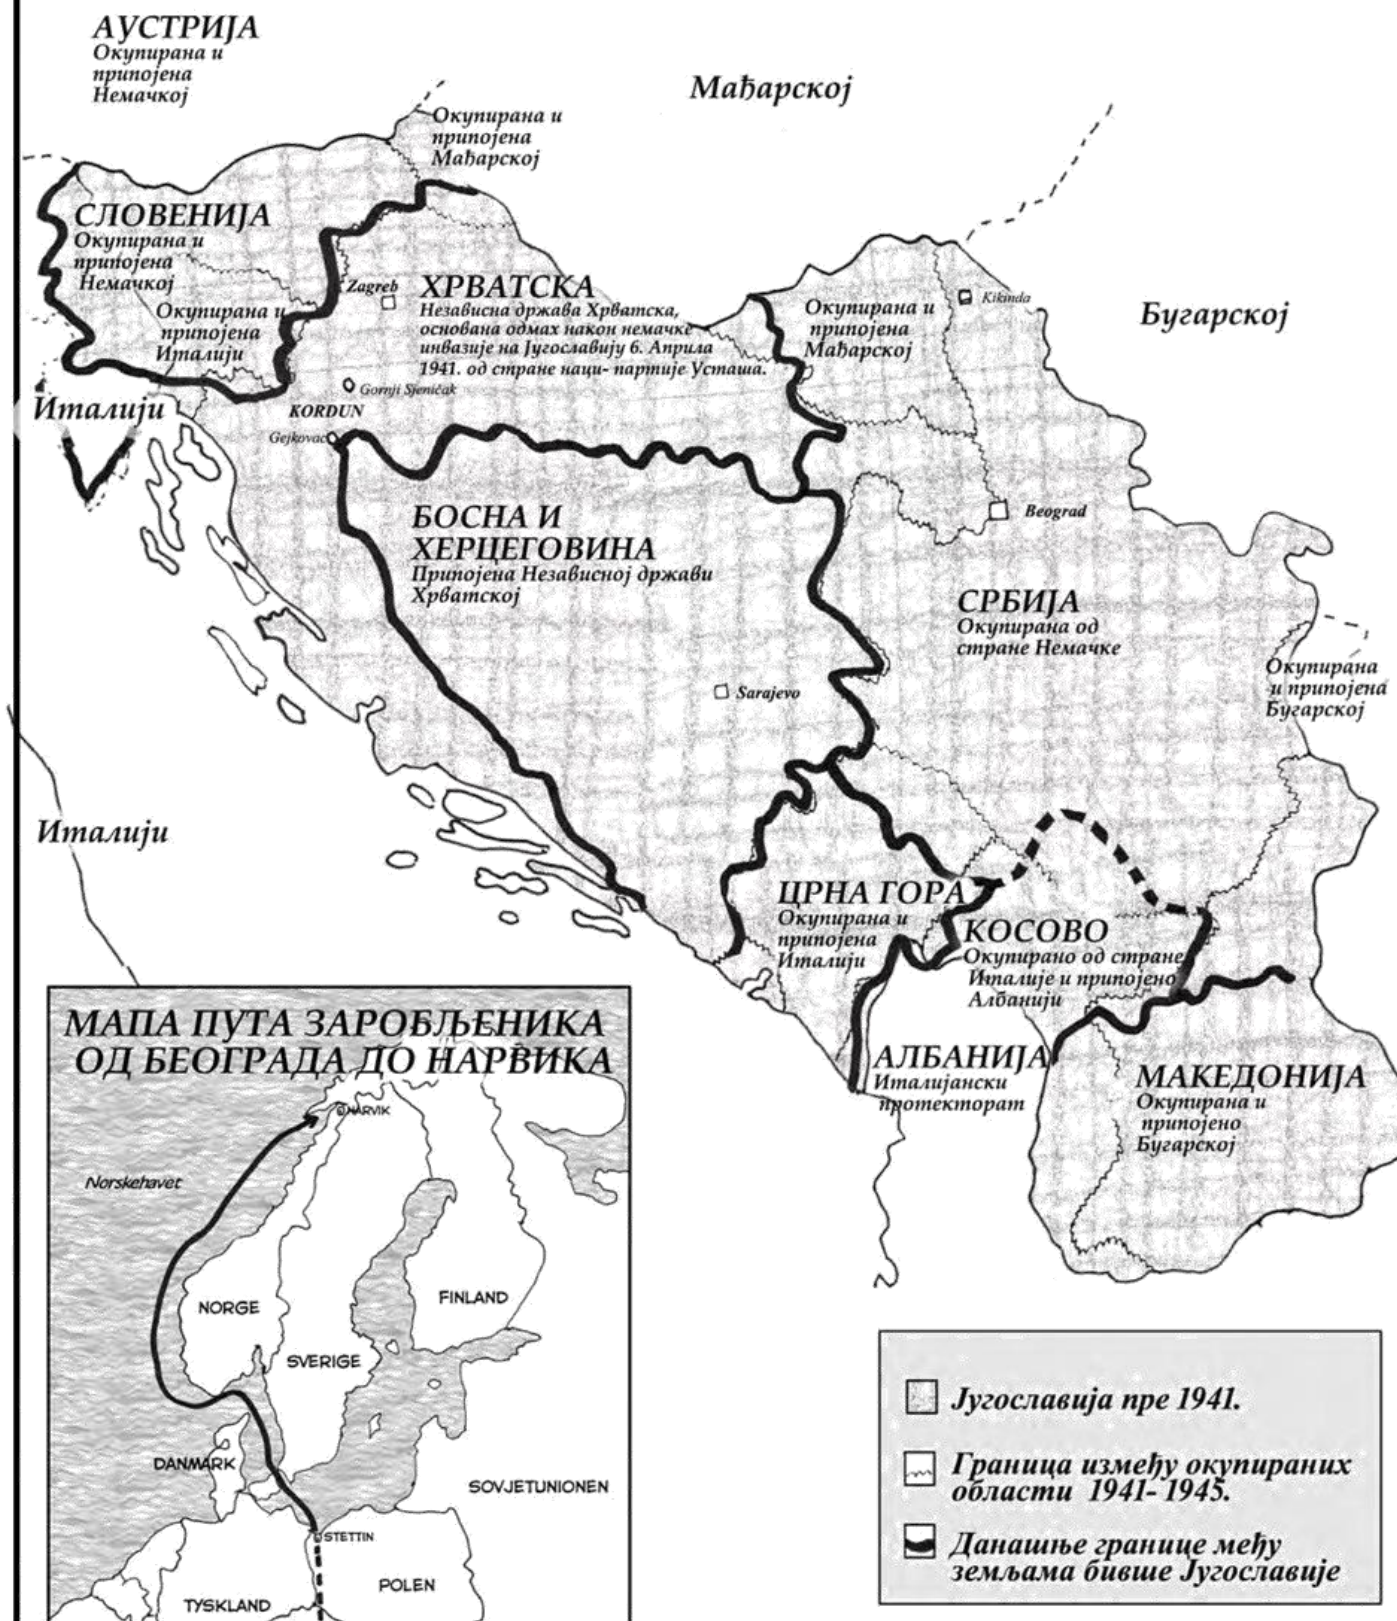 АУСТРИЈА
Окупирана и
припојена
Немачкој
Мађарској
Окупирана и
припојена
Мађарској
СЛОВЕНИЈА
Окупирана и
припојена
Немачкој
Окупирана и
припојена
Италији
Zagreb
ХРВАТСКА
Независна држава Хрватска,
основана одмах након немачке
инвазије на Југославију 6. Априла
1941. од стране наци- партије Усташа.
Окупирана и
припојена
Мађарској
Kikinda
Бугарској
Gornji Sjeničak
Италији
KORDUN
Gejkovac
БОСНА И
ХЕРЦЕГОВИНА
Припојена Независној држави
Хрватској
Beograd
СРБИЈА
Окупирана од
стране Немачке
Sarajevo
Окупирана
и припојена
Бугарској
Италији
ЦРНА ГОРА
Окупирана и
припојена
Италији
КОСОВО
Окупирано од стране
Италије и припојено
Албанији
АЛБАНИЈА
Италијански
протекторат
МАКЕДОНИЈА
Окупирана и
припојено
Бугарској
МАПА ПУТА ЗАРОБЉЕНИКА
ОД БЕОГРАДА ДО НАРВИКА
NARVIK
Norskehavet
NORGE
FINLAND
SVERIGE
DANMARK
SOVJETUNIONEN
STETTIN
POLEN
TYSKLAND
Југославија пре 1941.
Граница између окупираних
области 1941-1945.
Данашње границе међу
земљама бивше Југославије